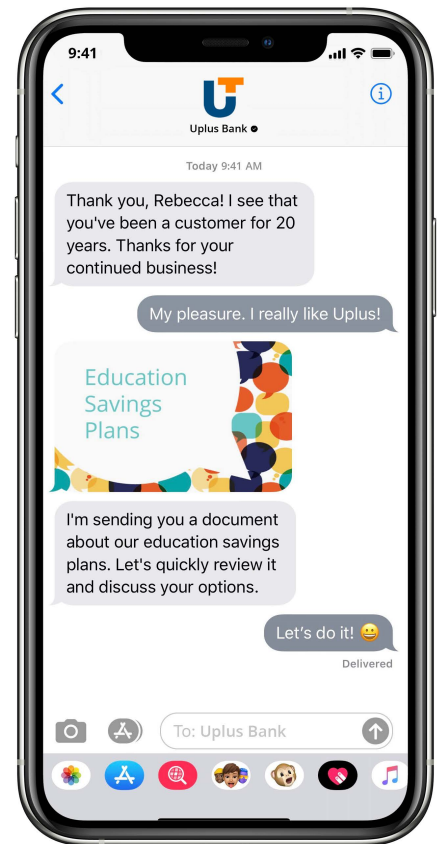 9:41
UT
Uplus Bank
Today 9:41 AM
Thank you, Rebecca! I see that
you've been a customer for 20
years. Thanks for your
continued business!
My pleasure. I really like Uplus!
Education
Savings
Plans
I'm sending you a document
about our education savings
plans. Let's quickly review it
and discuss your options.
Let's do it! 😀
Delivered
To: Uplus Bank